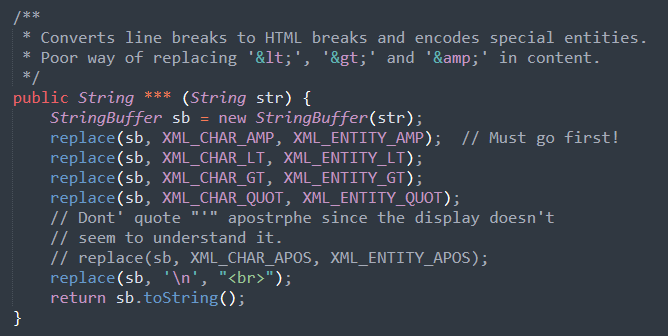 /**
 * Converts line breaks to HTML breaks and encodes special entities.
 * Poor way of replacing '&lt;', '&gt;' and '&amp;' in content.
 */
public String *** (String str) {
    StringBuffer sb = new StringBuffer(str);
    replace(sb, XML_CHAR_AMP, XML_ENTITY_AMP);  // Must go first!
    replace(sb, XML_CHAR_LT, XML_ENTITY_LT);
    replace(sb, XML_CHAR_GT, XML_ENTITY_GT);
    replace(sb, XML_CHAR_QUOT, XML_ENTITY_QUOT);
    // Dont' quote "'" apostrphe since the display doesn't
    // seem to understand it.
    // replace(sb, XML_CHAR_APOS, XML_ENTITY_APOS);
    replace(sb, '\n', "<br>");
    return sb.toString();
}